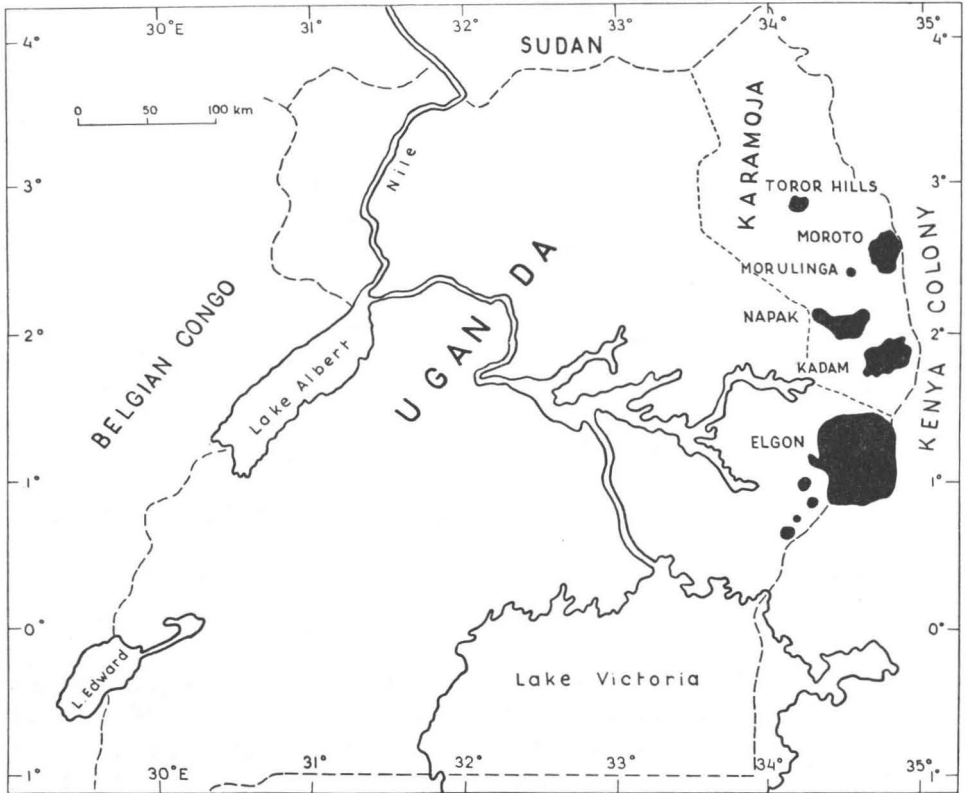 30°E 31° 32° 33° 34° 35°
4° 4°
SUDAN
0 50 100 km
Nile
KARAMOJA
3° 3°
TOROR HILLS
MOROTO
MORULINGA
KENYA COLONY
BELGIAN CONGO
UGANDA
NAPAK
2° 2°
Lake Albert
KADAM
ELGON
1° 1°
0° 0°
L. Edward
Lake Victoria
1° 1°
30°E 31° 32° 33° 34° 35°